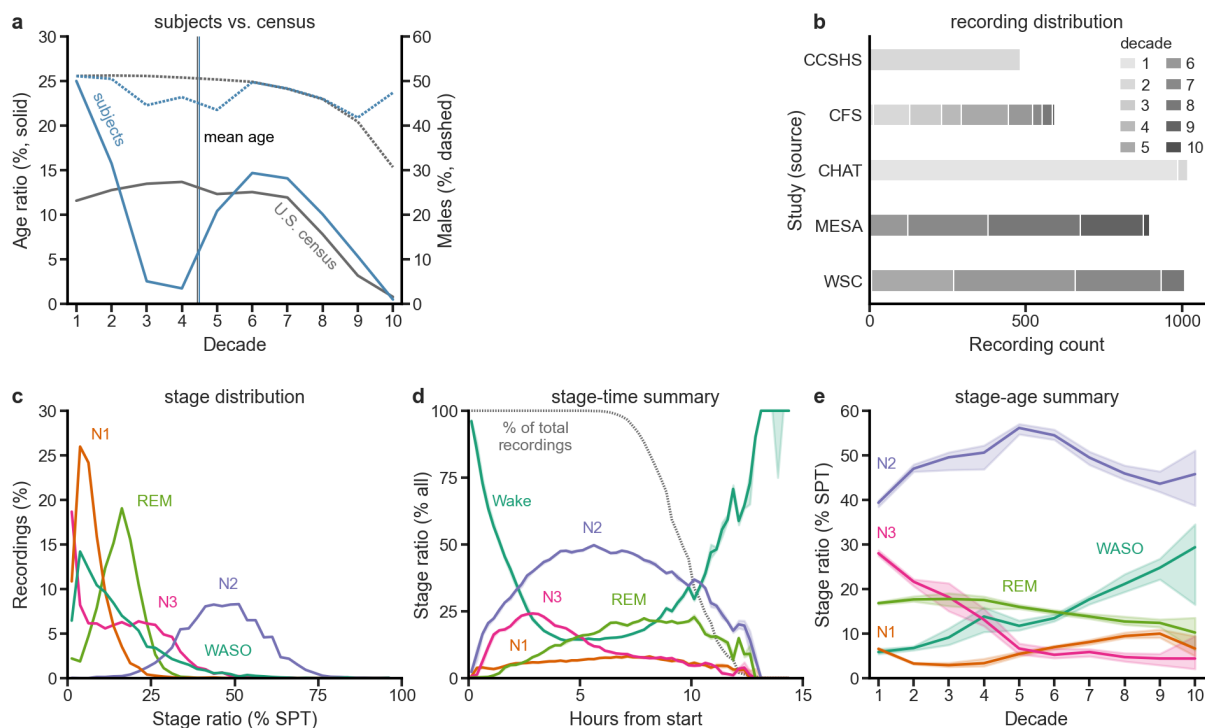 a subjects vs. census
Age ratio (%, solid)
30
25
20
15
10
5
0
subjects
mean age
U.S. census
60
50
40
30
20
10
0
Males (%, dashed)
1 2 3 4 5 6 7 8 9 10
Decade
b recording distribution
Study (source)
CCSHS
CFS
CHAT
MESA
WSC
decade
1 6
2 7
3 8
4 9
5 10
0 500 1000
Recording count
c stage distribution
Recordings (%)
30
25
20
15
10
5
0
N1
REM
N2
N3
WASO
0 25 50 75 100
Stage ratio (% SPT)
d stage-time summary
Stage ratio (% all)
100
75
50
25
0
% of total
recordings
Wake
N2
N3
REM
N1
0 5 10 15
Hours from start
e stage-age summary
Stage ratio (% SPT)
60
50
40
30
20
10
0
N2
N3
WASO
REM
N1
1 2 3 4 5 6 7 8 9 10
Decade